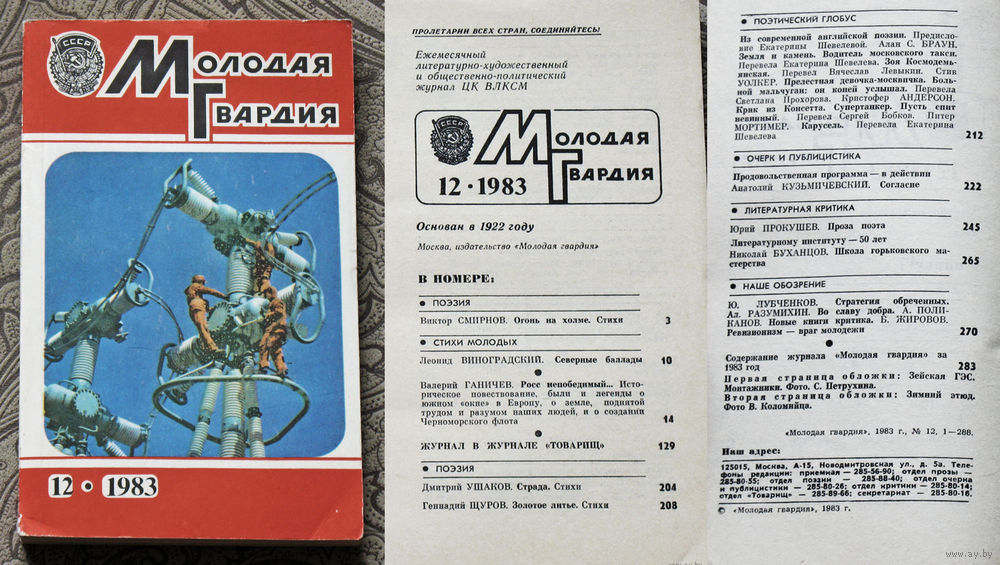 СССР
МОЛОДАЯ
ГВАРДИЯ
12 • 1983
ПРОЛЕТАРИИ ВСЕХ СТРАН, СОЕДИНЯЙТЕСЬ!
Ежемесячный
литературно-художественный
и общественно-политический
журнал ЦК ВЛКСМ
СССР
МОЛОДАЯ
ГВАРДИЯ
12 • 1983
Основан в 1922 году
Москва, издательство «Молодая гвардия»
В НОМЕРЕ:
● ПОЭЗИЯ
Виктор СМИРНОВ. Огонь на холме. Стихи 3
● СТИХИ МОЛОДЫХ
Леонид ВИНОГРАДСКИЙ. Северные баллады 10
●
Валерий ГАНИЧЕВ. Росс непобедимый... Исто-
рическое повествование, были и легенды о
южном «окне» в Европу, о земле, поднятой
трудом и разумом наших людей, и о создании
Черноморского флота 14
●
ЖУРНАЛ В ЖУРНАЛЕ «ТОВАРИЩ» 129
● ПОЭЗИЯ
Дмитрий УШАКОВ. Страда. Стихи 204
Геннадий ЩУРОВ. Золотое литье. Стихи 208
● ПОЭТИЧЕСКИЙ ГЛОБУС
Из современной английской поэзии. Предисло-
вие Екатерины Шевелевой. Алан С. БРАУН.
Земля и камень. Водитель московского такси.
Перевела Екатерина Шевелева. Зоя Космодемь-
янская. Перевел Вячеслав Левыкин. Стив
УОЛКЕР. Прелестная девочка-москвичка. Боль-
ной мальчуган: он коней услышал. Перевела
Светлана Прохорова. Кристофер АНДЕРСОН.
Крик из Консетта. Супертанкер. Пусть спит
невинный. Перевел Сергей Бобков. Питер
МОРТИМЕР. Карусель. Перевела Екатерина
Шевелева 212
● ОЧЕРК И ПУБЛИЦИСТИКА
Продовольственная программа — в действии
Анатолий КУЗЬМИЧЕВСКИЙ. Согласие 222
● ЛИТЕРАТУРНАЯ КРИТИКА
Юрий ПРОКУШЕВ. Проза поэта 245
Литературному институту — 50 лет
Николай БУХАНЦОВ. Школа горьковского ма-
стерства 265
● НАШЕ ОБОЗРЕНИЕ
Ю. ЛУБЧЕНКОВ. Стратегия обреченных.
Ал. РАЗУМИХИН. Во славу добра. А. ПОЛИ-
КАНОВ. Новые книги критика. Б. ЖИРОВОВ.
Ревизионизм — враг молодежи 270
●
Содержание журнала «Молодая гвардия» за
1983 год 283
Первая страница обложки: Зейская ГЭС.
Монтажники. Фото. С. Петрухина.
Вторая страница обложки: Зимний этюд.
Фото В. Коломийца.
«Молодая гвардия», 1983 г., № 12, 1—288.
Наш адрес:
125015, Москва, А-15, Новодмитровская ул., д. 5а. Теле-
фоны редакции: приемная — 285-56-90; отдел прозы —
285-80-55; отдел поэзии — 285-88-40; отдел очерка
и публицистики — 285-80-26; отдел критики — 285-80-14;
отдел «Товарищ» — 285-89-66; секретариат — 285-80-16.
© «Молодая гвардия», 1983 г.
www.ay.by